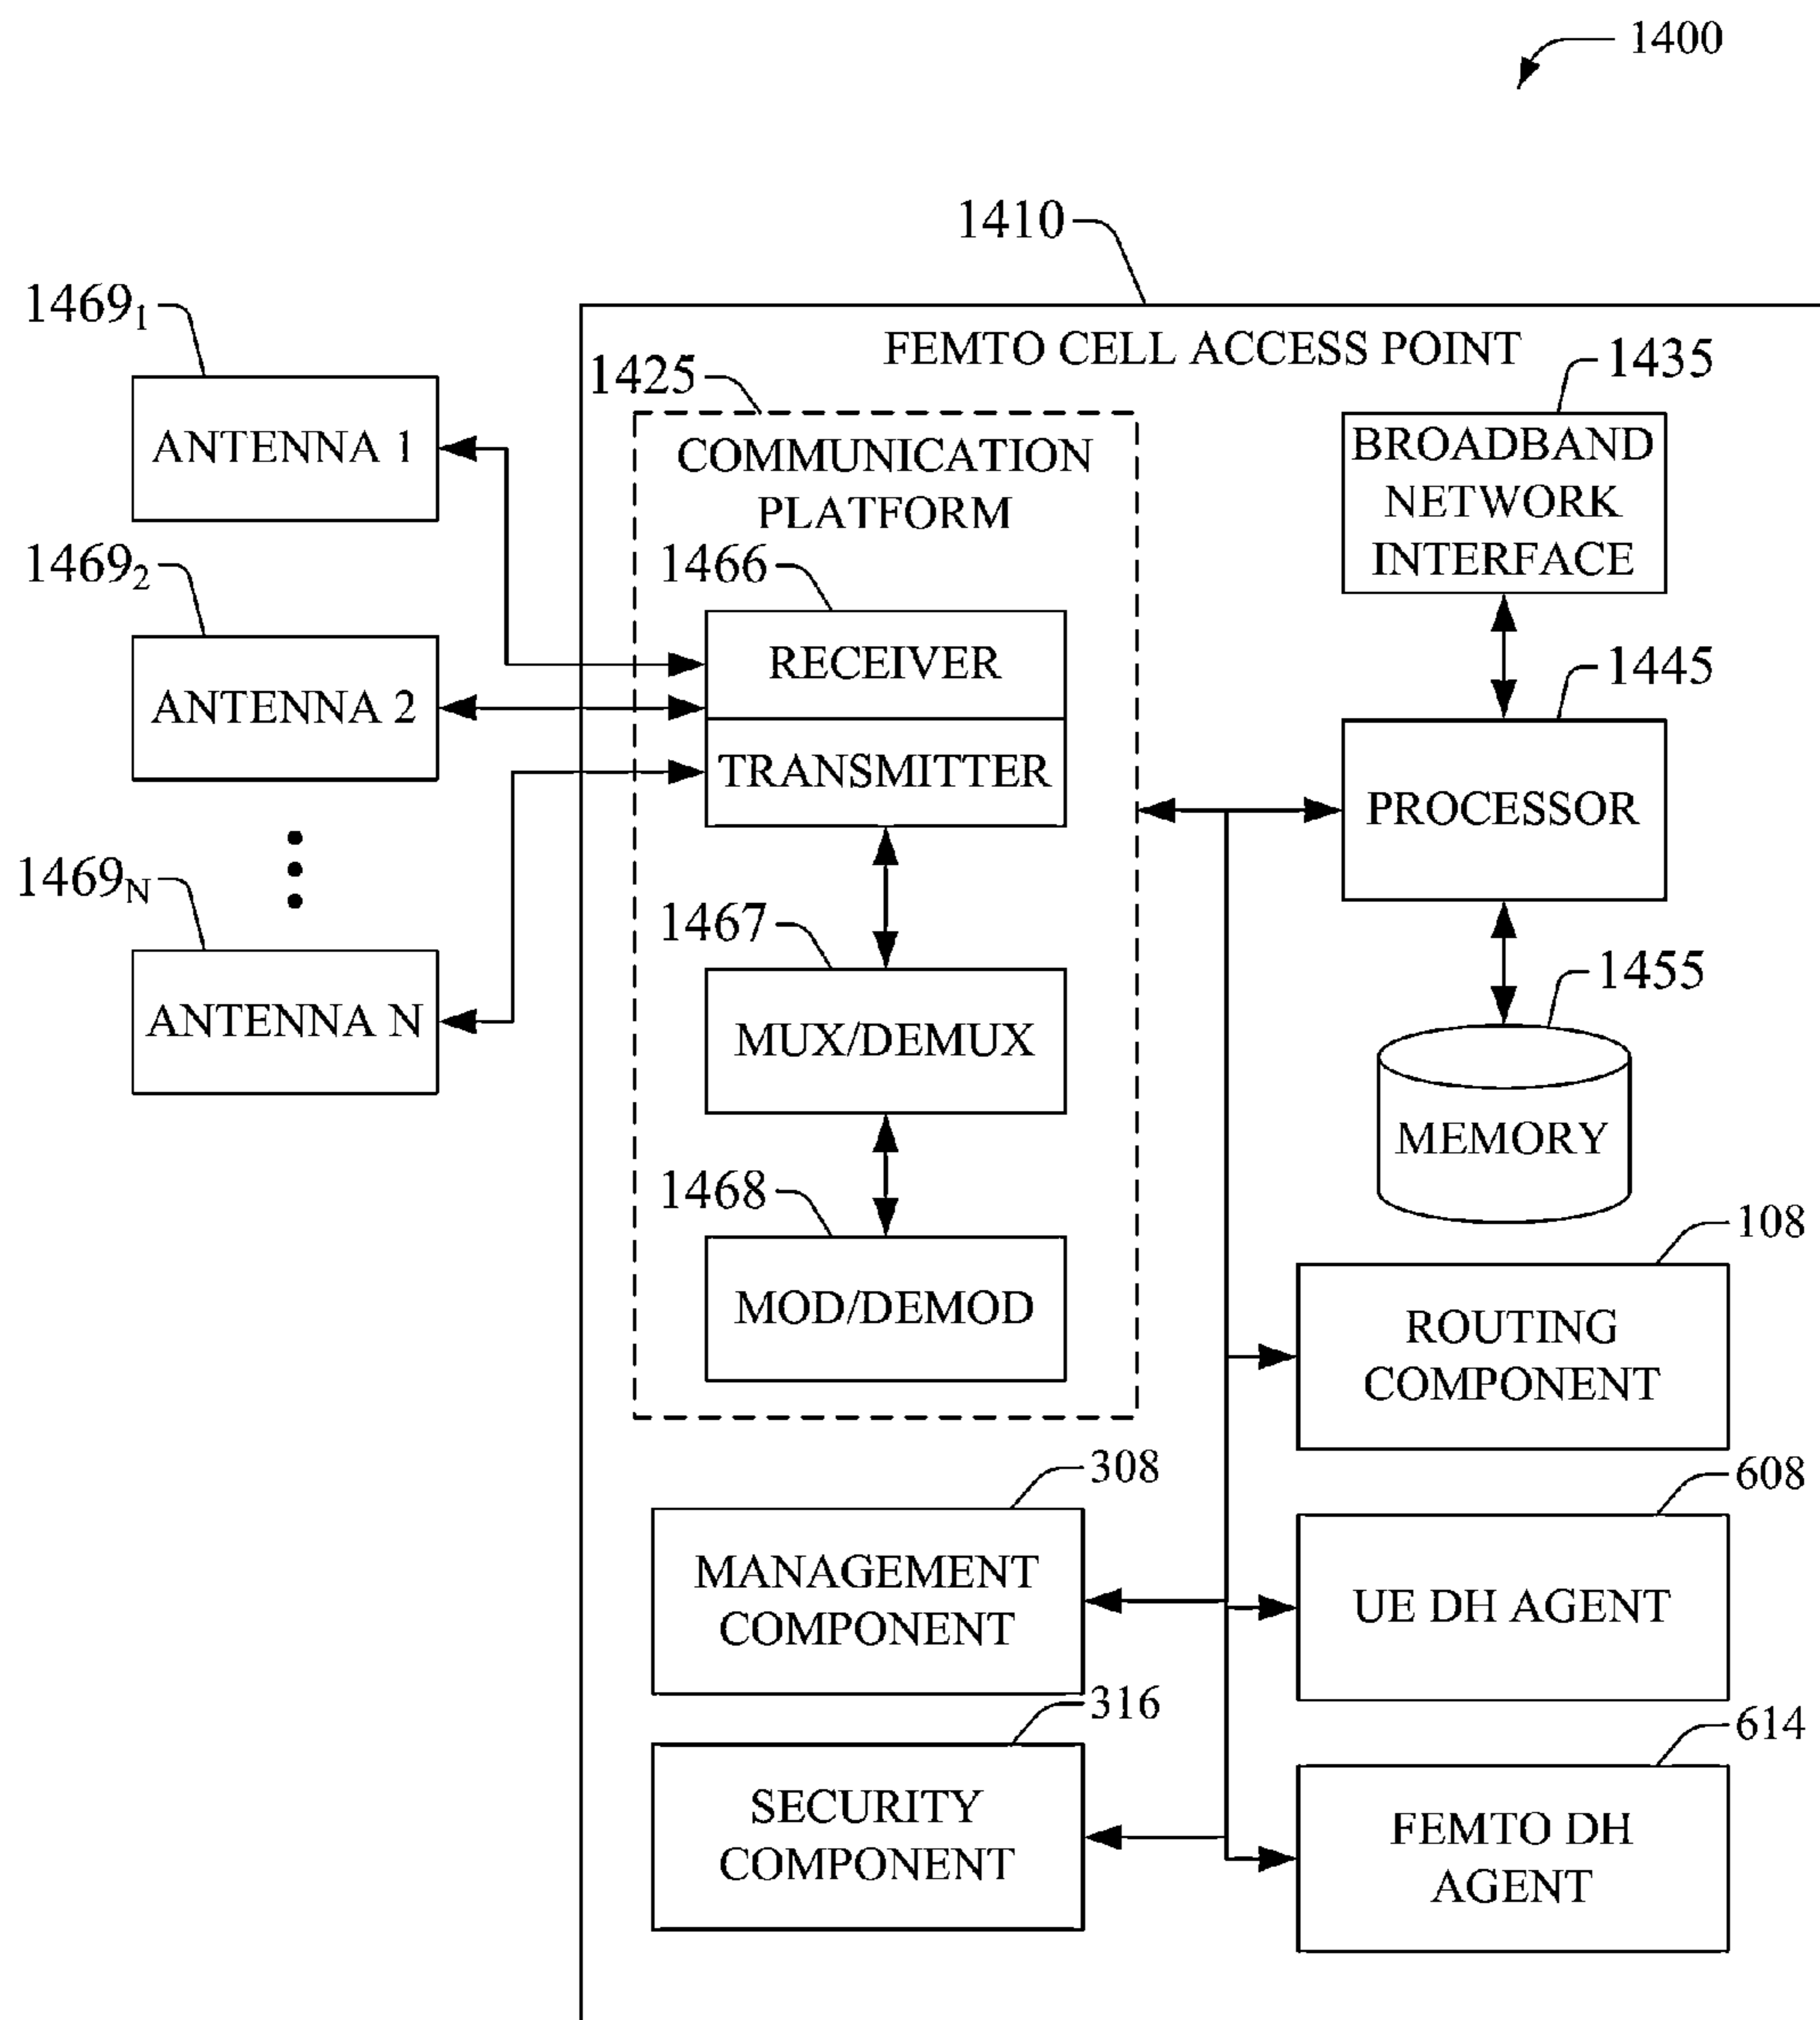 1400
1410
FEMTO CELL ACCESS POINT
1469₁
ANTENNA 1
1469₂
ANTENNA 2
1469N
ANTENNA N
1425
COMMUNICATION
PLATFORM
1466
RECEIVER
TRANSMITTER
1467
MUX/DEMUX
1468
MOD/DEMOD
1435
BROADBAND
NETWORK
INTERFACE
1445
PROCESSOR
1455
MEMORY
108
ROUTING
COMPONENT
308
MANAGEMENT
COMPONENT
608
UE DH AGENT
316
SECURITY
COMPONENT
614
FEMTO DH
AGENT